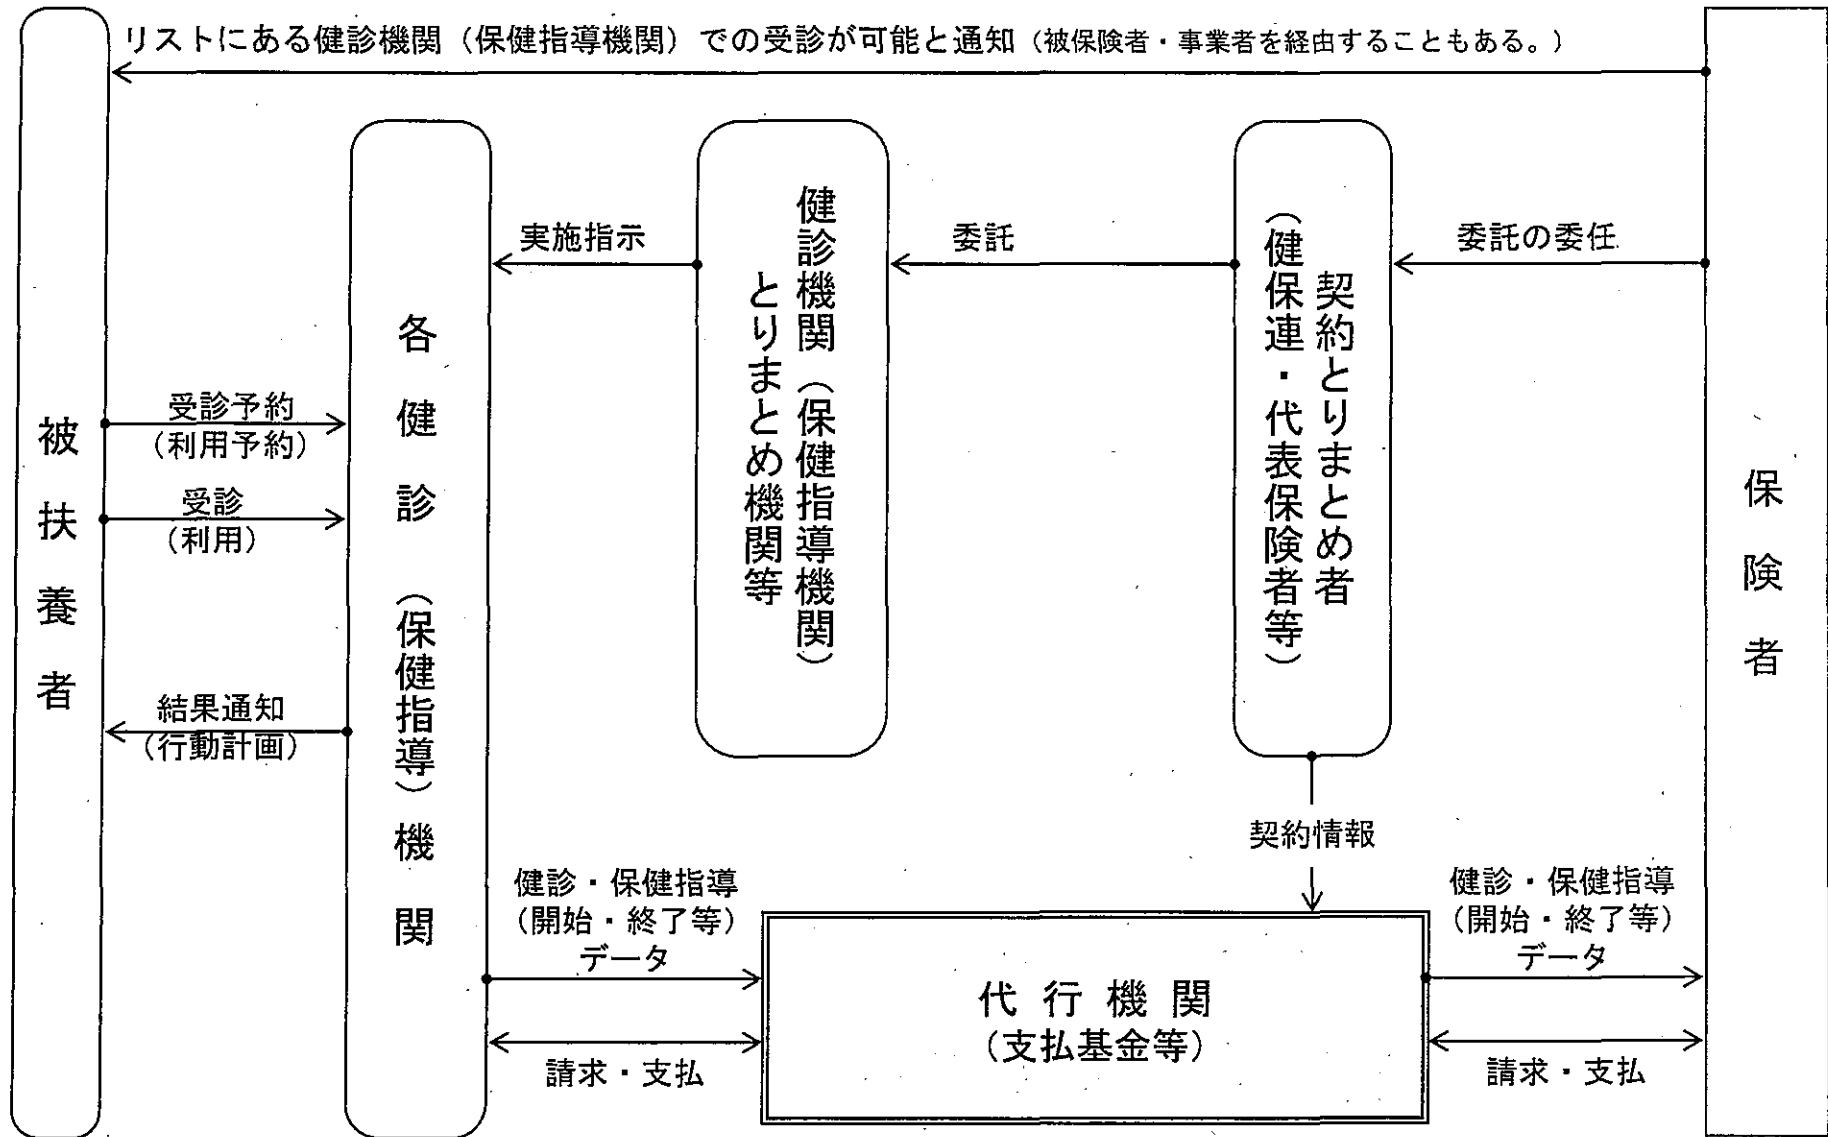 リストにある健診機関（保健指導機関）での受診が可能と通知（被保険者・事業者を経由することもある。）
被扶養者
受診予約
（利用予約）
受診
（利用）
結果通知
（行動計画）
各健診（保健指導）機関
実施指示
健診機関（保健指導機関）
とりまとめ機関等
委託
契約とりまとめ者
（健保連・代表保険者等）
委託の委任
保険者
契約情報
健診・保健指導
（開始・終了等）
データ
請求・支払
代行機関
（支払基金等）
健診・保健指導
（開始・終了等）
データ
請求・支払